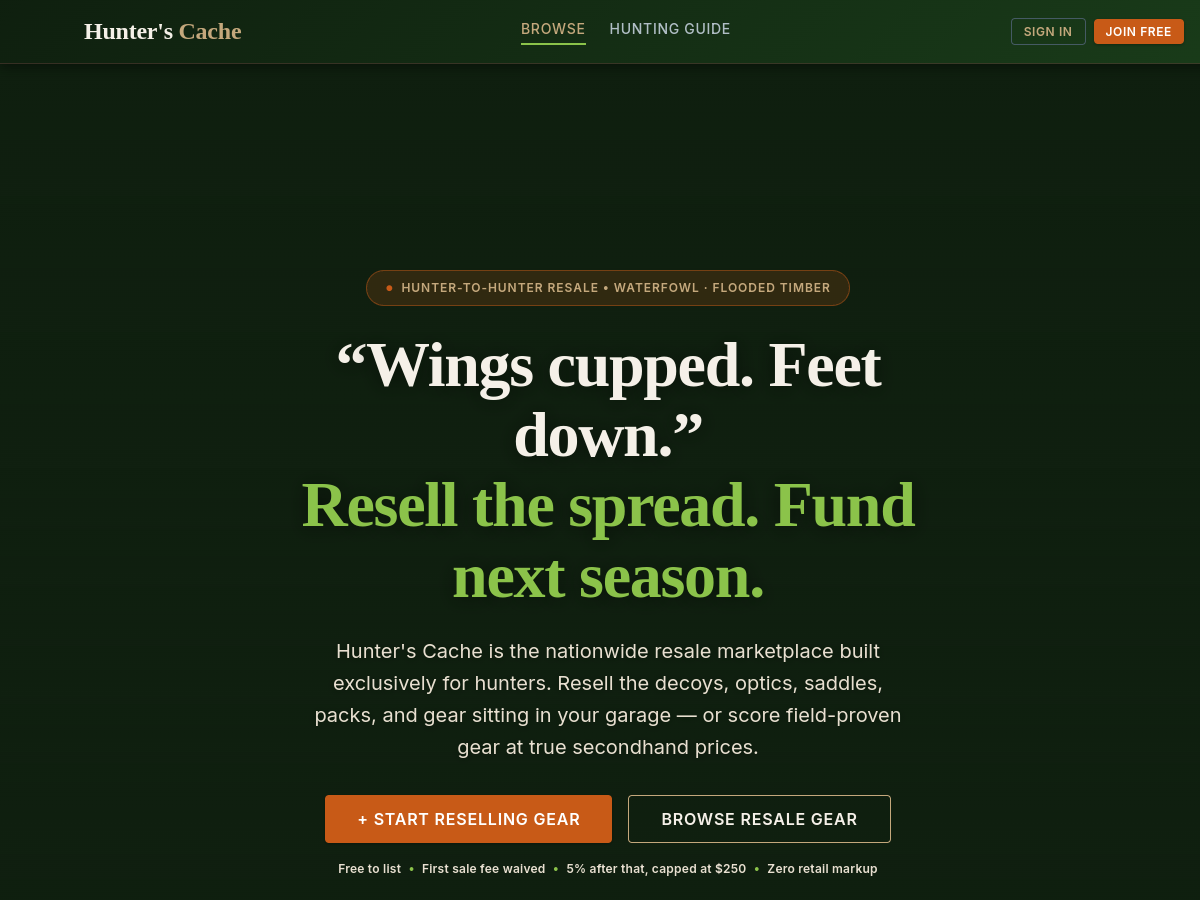 Hunter's Cache
BROWSE
HUNTING GUIDE
SIGN IN
JOIN FREE
HUNTER-TO-HUNTER RESALE • WATERFOWL · FLOODED TIMBER
“Wings cupped. Feet
down.”
Resell the spread. Fund
next season.
Hunter's Cache is the nationwide resale marketplace built
exclusively for hunters. Resell the decoys, optics, saddles,
packs, and gear sitting in your garage — or score field-proven
gear at true secondhand prices.
+ START RESELLING GEAR
BROWSE RESALE GEAR
Free to list • First sale fee waived • 5% after that, capped at $250 • Zero retail markup